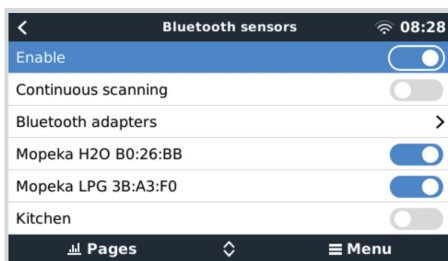 Bluetooth sensors 08:28
Enable
Continuous scanning
Bluetooth adapters
Mopeka H2O B0:26:BB
Mopeka LPG 3B:A3:F0
Kitchen
Pages Menu